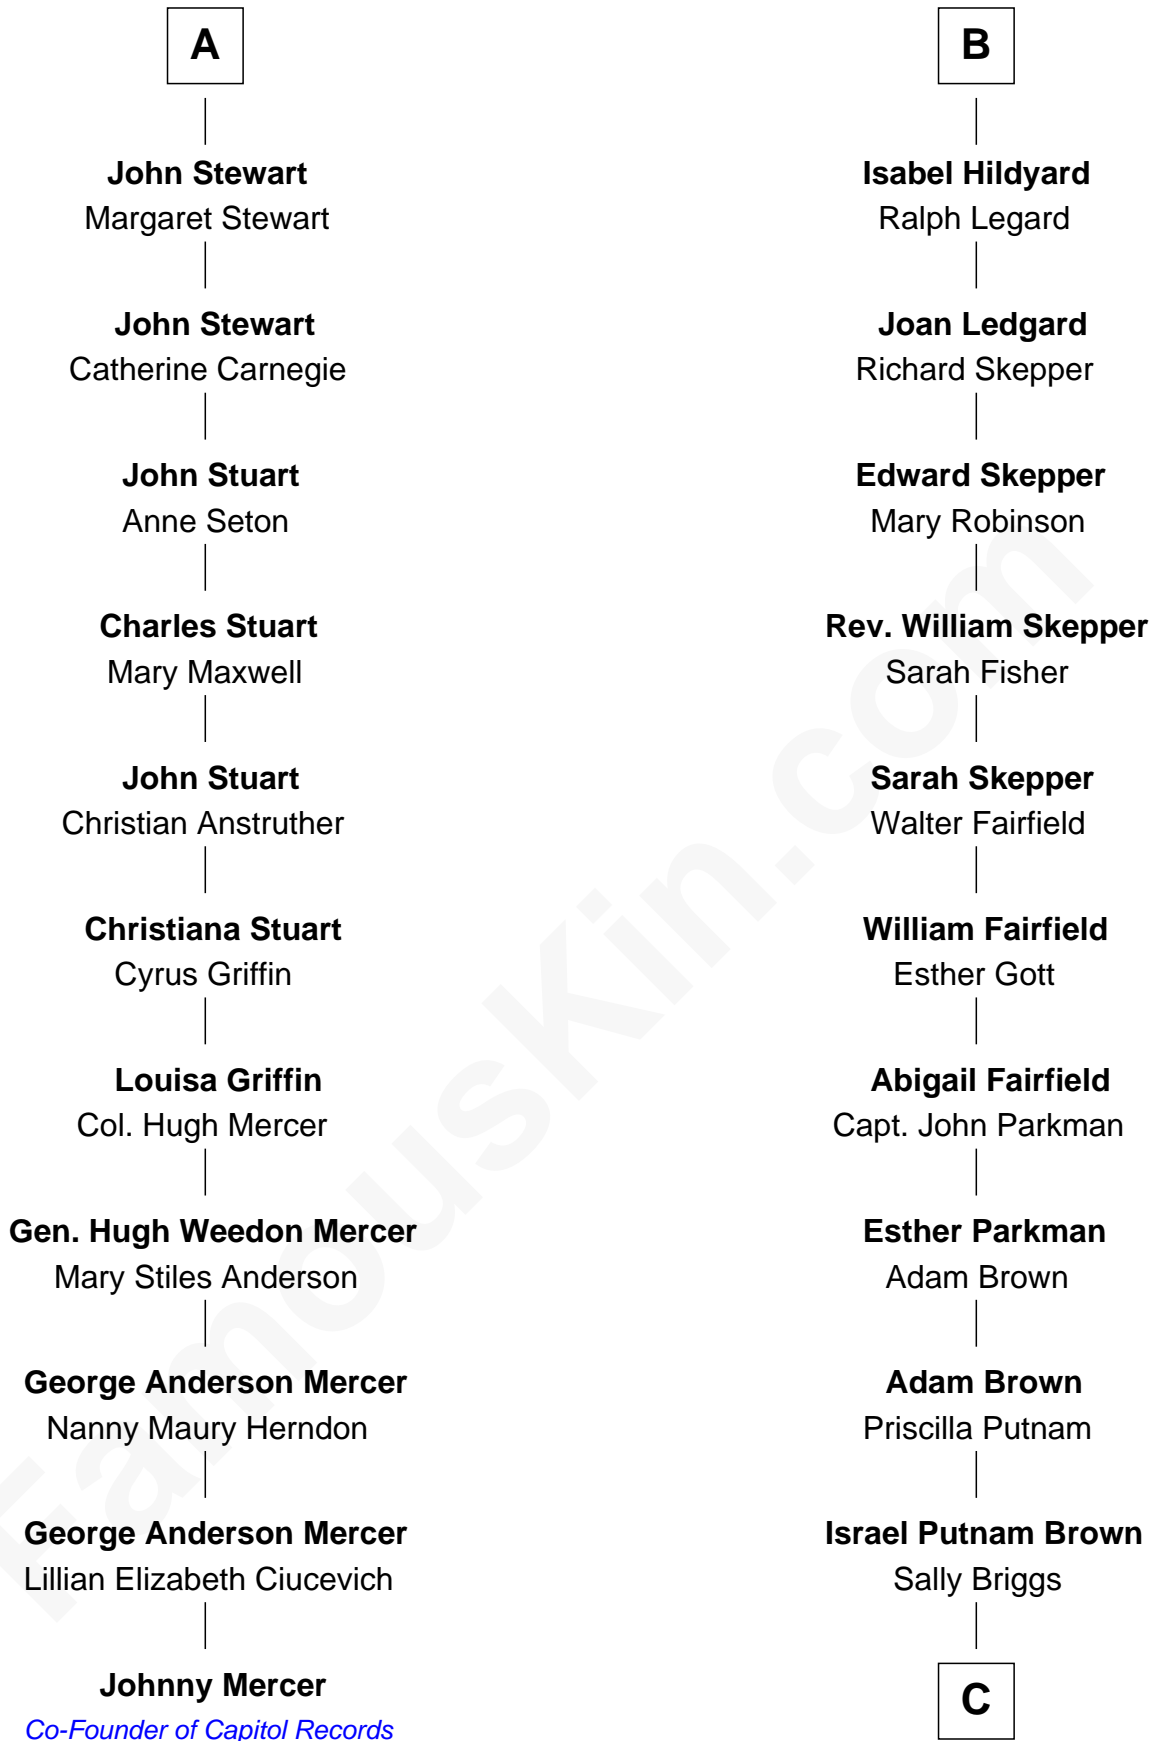 A
John Stewart
Margaret Stewart
John Stewart
Catherine Carnegie
John Stuart
Anne Seton
Charles Stuart
Mary Maxwell
John Stuart
Christian Anstruther
Christiana Stuart
Cyrus Griffin
Louisa Griffin
Col. Hugh Mercer
Gen. Hugh Weedon Mercer
Mary Stiles Anderson
George Anderson Mercer
Nanny Maury Herndon
George Anderson Mercer
Lillian Elizabeth Ciucevich
Johnny Mercer
Co-Founder of Capitol Records
B
Isabel Hildyard
Ralph Legard
Joan Ledgard
Richard Skepper
Edward Skepper
Mary Robinson
Rev. William Skepper
Sarah Fisher
Sarah Skepper
Walter Fairfield
William Fairfield
Esther Gott
Abigail Fairfield
Capt. John Parkman
Esther Parkman
Adam Brown
Adam Brown
Priscilla Putnam
Israel Putnam Brown
Sally Briggs
C
FamousKin.com